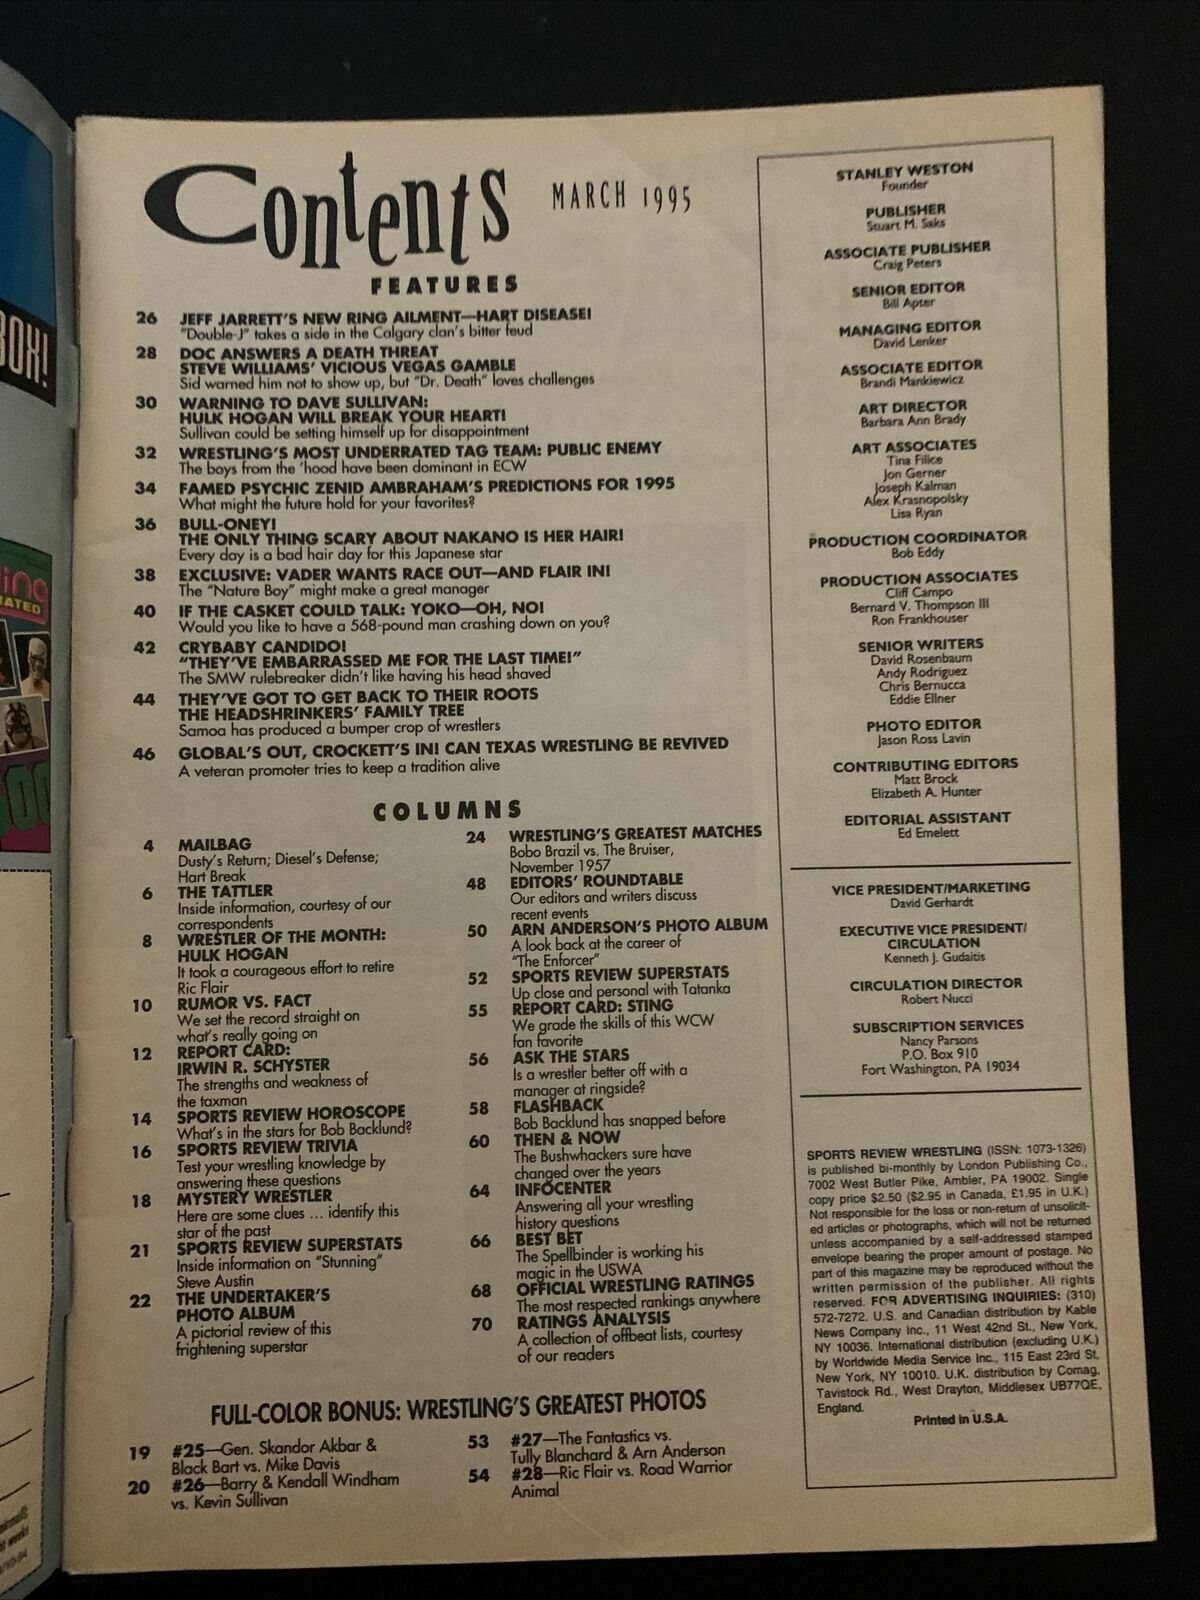 Contents
MARCH 1995
FEATURES
26 JEFF JARRETT'S NEW RING AILMENT—HART DISEASE!
"Double-J" takes a side in the Calgary clan's bitter feud
28 DOC ANSWERS A DEATH THREAT
STEVE WILLIAMS' VICIOUS VEGAS GAMBLE
Sid warned him not to show up, but "Dr. Death" loves challenges
30 WARNING TO DAVE SULLIVAN:
HULK HOGAN WILL BREAK YOUR HEART!
Sullivan could be setting himself up for disappointment
32 WRESTLING'S MOST UNDERRATED TAG TEAM: PUBLIC ENEMY
The boys from the 'hood have been dominant in ECW
34 FAMED PSYCHIC ZENID AMBRAHAM'S PREDICTIONS FOR 1995
What might the future hold for your favorites?
36 BULL-ONEY!
THE ONLY THING SCARY ABOUT NAKANO IS HER HAIR!
Every day is a bad hair day for this Japanese star
38 EXCLUSIVE: VADER WANTS RACE OUT—AND FLAIR IN!
The "Nature Boy" might make a great manager
40 IF THE CASKET COULD TALK: YOKO—OH, NO!
Would you like to have a 568-pound man crashing down on you?
42 CRYBABY CANDIDO!
"THEY'VE EMBARRASSED ME FOR THE LAST TIME!"
The SMW rulebreaker didn't like having his head shaved
44 THEY'VE GOT TO GET BACK TO THEIR ROOTS
THE HEADSHRINKERS' FAMILY TREE
Samoa has produced a bumper crop of wrestlers
46 GLOBAL'S OUT, CROCKETT'S IN! CAN TEXAS WRESTLING BE REVIVED
A veteran promoter tries to keep a tradition alive
COLUMNS
4 MAILBAG
Dusty's Return; Diesel's Defense;
Hart Break
6 THE TATTLER
Inside information, courtesy of our
correspondents
8 WRESTLER OF THE MONTH:
HULK HOGAN
It took a courageous effort to retire
Ric Flair
10 RUMOR VS. FACT
We set the record straight on
what's really going on
12 REPORT CARD:
IRWIN R. SCHYSTER
The strengths and weakness of
the taxman
14 SPORTS REVIEW HOROSCOPE
What's in the stars for Bob Backlund?
16 SPORTS REVIEW TRIVIA
Test your wrestling knowledge by
answering these questions
18 MYSTERY WRESTLER
Here are some clues ... identify this
star of the past
21 SPORTS REVIEW SUPERSTATS
Inside information on "Stunning"
Steve Austin
22 THE UNDERTAKER'S
PHOTO ALBUM
A pictorial review of this
frightening superstar
24 WRESTLING'S GREATEST MATCHES
Bobo Brazil vs. The Bruiser,
November 1957
48 EDITORS' ROUNDTABLE
Our editors and writers discuss
recent events
50 ARN ANDERSON'S PHOTO ALBUM
A look back at the career of
"The Enforcer"
52 SPORTS REVIEW SUPERSTATS
Up close and personal with Tatanka
55 REPORT CARD: STING
We grade the skills of this WCW
fan favorite
56 ASK THE STARS
Is a wrestler better off with a
manager at ringside?
58 FLASHBACK
Bob Backlund has snapped before
60 THEN & NOW
The Bushwhackers sure have
changed over the years
64 INFOCENTER
Answering all your wrestling
history questions
66 BEST BET
The Spellbinder is working his
magic in the USWA
68 OFFICIAL WRESTLING RATINGS
The most respected rankings anywhere
70 RATINGS ANALYSIS
A collection of offbeat lists, courtesy
of our readers
FULL-COLOR BONUS: WRESTLING'S GREATEST PHOTOS
19 #25—Gen. Skandor Akbar &
Black Bart vs. Mike Davis
20 #26—Barry & Kendall Windham
vs. Kevin Sullivan
53 #27—The Fantastics vs.
Tully Blanchard & Arn Anderson
54 #28—Ric Flair vs. Road Warrior
Animal
STANLEY WESTON
Founder
PUBLISHER
Stuart M. Saks
ASSOCIATE PUBLISHER
Craig Peters
SENIOR EDITOR
Bill Apter
MANAGING EDITOR
David Lenker
ASSOCIATE EDITOR
Brandi Mankiewicz
ART DIRECTOR
Barbara Ann Brady
ART ASSOCIATES
Tina Filice
Jon Gerner
Joseph Kalman
Alex Krasnopolsky
Lisa Ryan
PRODUCTION COORDINATOR
Bob Eddy
PRODUCTION ASSOCIATES
Cliff Campo
Bernard V. Thompson III
Ron Frankhouser
SENIOR WRITERS
David Rosenbaum
Andy Rodriguez
Chris Bernucca
Eddie Ellner
PHOTO EDITOR
Jason Ross Lavin
CONTRIBUTING EDITORS
Matt Brock
Elizabeth A. Hunter
EDITORIAL ASSISTANT
Ed Emelett
VICE PRESIDENT/MARKETING
David Gerhardt
EXECUTIVE VICE PRESIDENT/
CIRCULATION
Kenneth J. Gudaitis
CIRCULATION DIRECTOR
Robert Nucci
SUBSCRIPTION SERVICES
Nancy Parsons
P.O. Box 910
Fort Washington, PA 19034
SPORTS REVIEW WRESTLING (ISSN: 1073-1326)
is published bi-monthly by London Publishing Co.,
7002 West Butler Pike, Ambler, PA 19002. Single
copy price $2.50 ($2.95 in Canada, £1.95 in U.K.)
Not responsible for the loss or non-return of unsolicit-
ed articles or photographs, which will not be returned
unless accompanied by a self-addressed stamped
envelope bearing the proper amount of postage. No
part of this magazine may be reproduced without the
written permission of the publisher. All rights
reserved. FOR ADVERTISING INQUIRIES: (310)
572-7272. U.S. and Canadian distribution by Kable
News Company Inc., 11 West 42nd St., New York,
NY 10036. International distribution (excluding U.K.)
by Worldwide Media Service Inc., 115 East 23rd St,
New York, NY 10010. U.K. distribution by Comag,
Tavistock Rd., West Drayton, Middlesex UB77QE,
England.
Printed in U.S.A.
BOX!